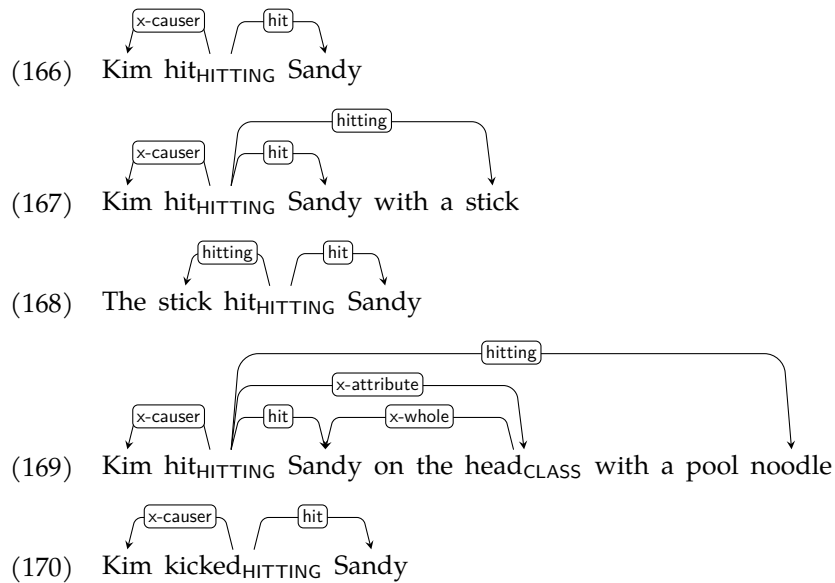 x-causer hit
(166) Kim hitHITTING Sandy
hitting
x-causer hit
(167) Kim hitHITTING Sandy with a stick
hitting hit
(168) The stick hitHITTING Sandy
hitting
x-attribute
x-causer hit x-whole
(169) Kim hitHITTING Sandy on the headCLASS with a pool noodle
x-causer hit
(170) Kim kickedHITTING Sandy